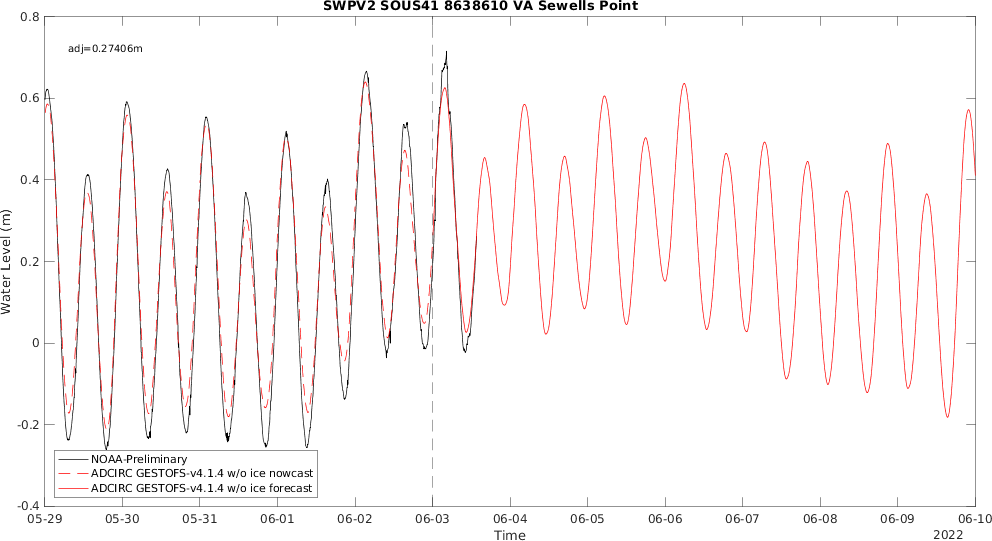 SWPV2 SOUS41 8638610 VA Sewells Point
adj=0.27406m
Water Level (m)
0.8
0.6
0.4
0.2
0
-0.2
-0.4
NOAA-Preliminary
ADCIRC GESTOFS-v4.1.4 w/o ice nowcast
ADCIRC GESTOFS-v4.1.4 w/o ice forecast
05-29 05-30 05-31 06-01 06-02 06-03 06-04 06-05 06-06 06-07 06-08 06-09 06-10
Time
2022